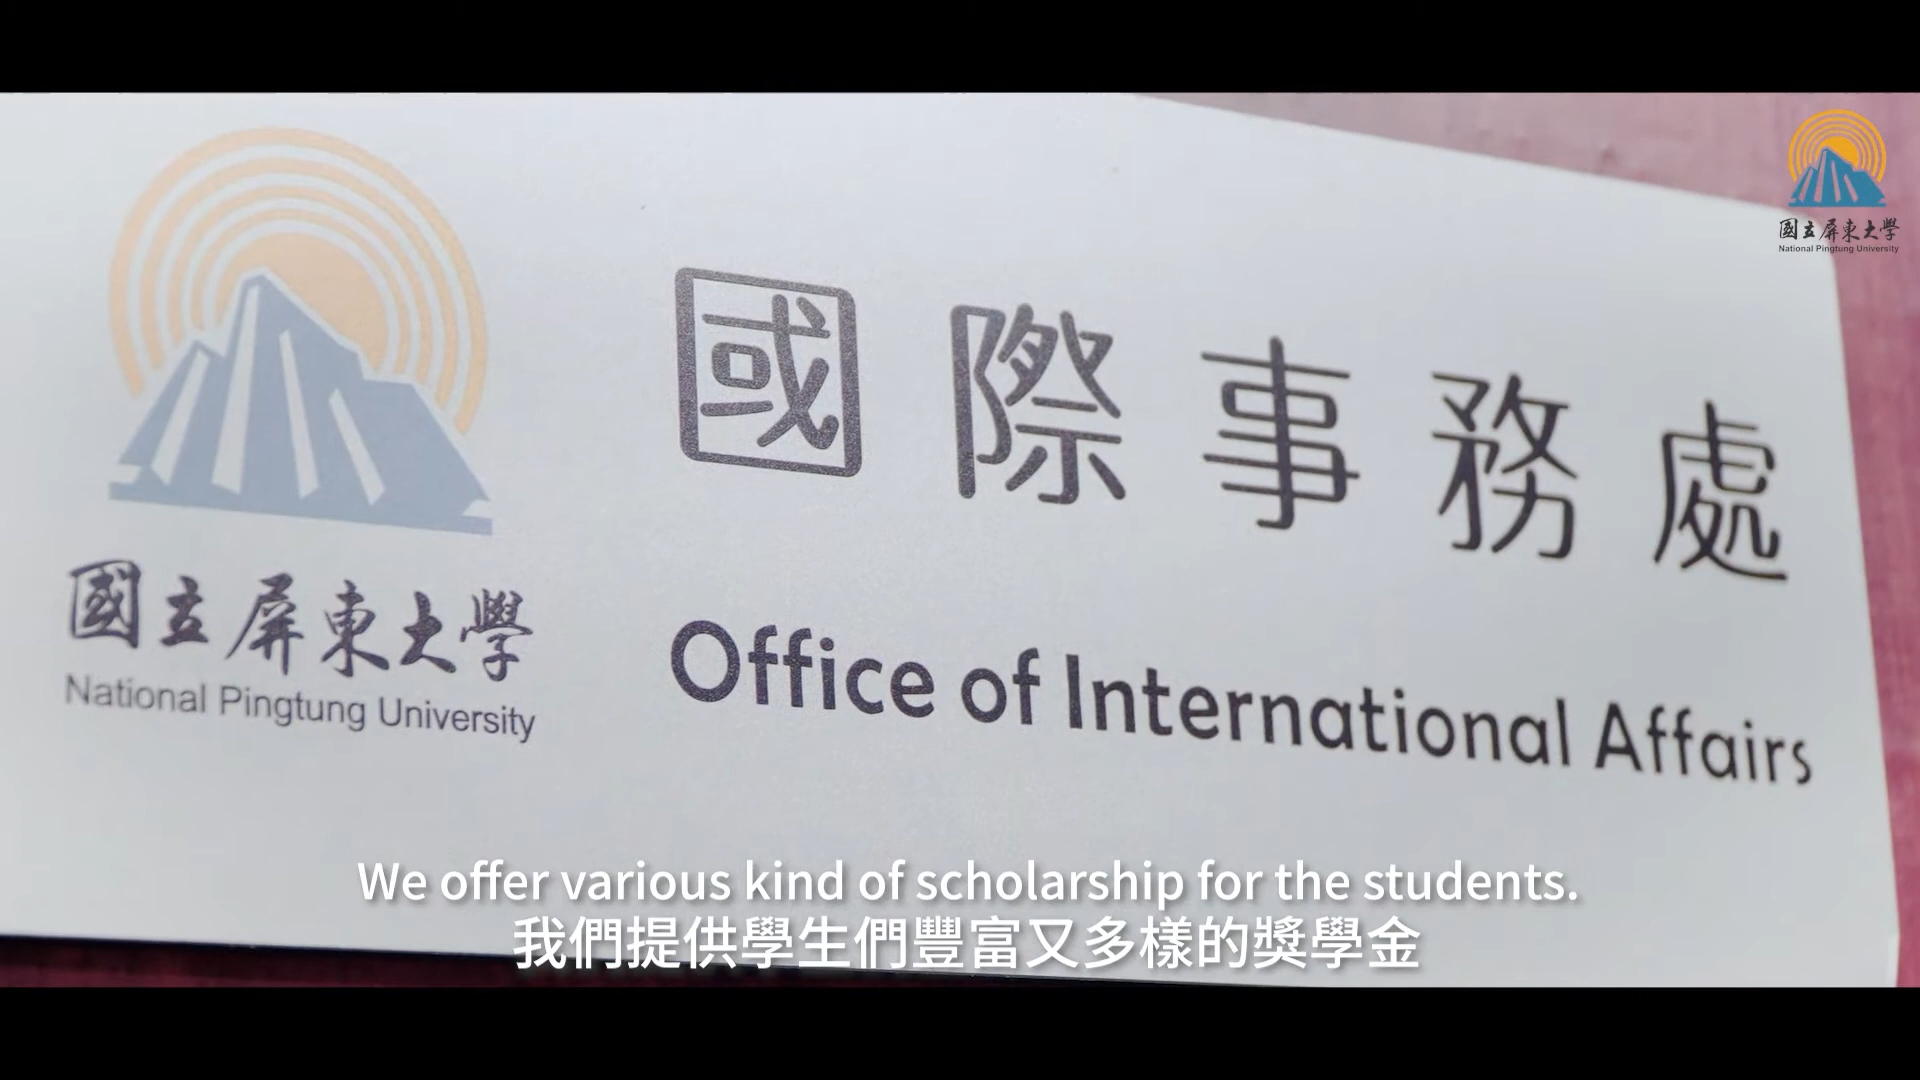 國際事務處
Office of International Affairs
國立屏東大學
National Pingtung University
國立屏東大學
National Pingtung University
We offer various kind of scholarship for the students.
我們提供學生們豐富又多樣的獎學金